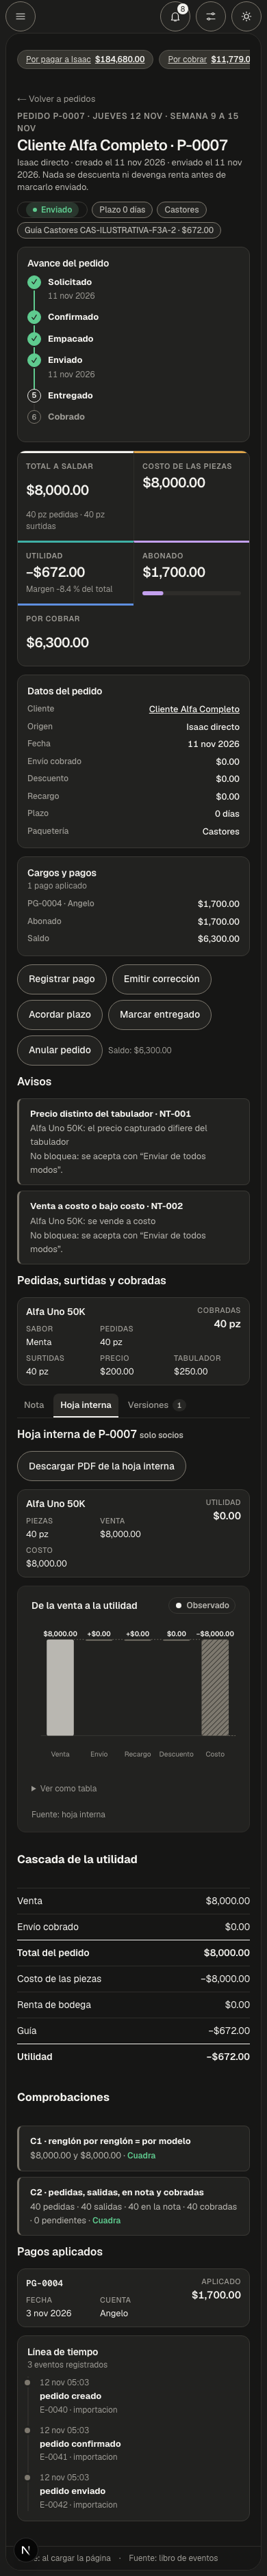 8
Por pagar a Isaac $184,680.00
Por cobrar $11,779.0
← Volver a pedidos
PEDIDO P-0007 · JUEVES 12 NOV · SEMANA 9 A 15
NOV
Cliente Alfa Completo · P-0007
Isaac directo · creado el 11 nov 2026 · enviado el 11
nov 2026. Nada se descuenta ni devenga renta antes de
marcarlo enviado.
Enviado
Plazo 0 días
Castores
Guía Castores CAS-ILUSTRATIVA-F3A-2 · $672.00
Avance del pedido
Solicitado
11 nov 2026
Confirmado
Empacado
Enviado
11 nov 2026
5 Entregado
6 Cobrado
TOTAL A SALDAR
$8,000.00
40 pz pedidas · 40 pz
surtidas
COSTO DE LAS PIEZAS
$8,000.00
UTILIDAD
−$672.00
Margen -8.4 % del total
ABONADO
$1,700.00
POR COBRAR
$6,300.00
Datos del pedido
Cliente Cliente Alfa Completo
Origen Isaac directo
Fecha 11 nov 2026
Envío cobrado $0.00
Descuento $0.00
Recargo $0.00
Plazo 0 días
Paquetería Castores
Cargos y pagos
1 pago aplicado
PG-0004 · Angelo $1,700.00
Abonado $1,700.00
Saldo $6,300.00
Registrar pago
Emitir corrección
Acordar plazo
Marcar entregado
Anular pedido
Saldo: $6,300.00
Avisos
Precio distinto del tabulador · NT-001
Alfa Uno 50K: el precio capturado difiere del
tabulador
No bloquea: se acepta con “Enviar de todos
modos”.
Venta a costo o bajo costo · NT-002
Alfa Uno 50K: se vende a costo
No bloquea: se acepta con “Enviar de todos
modos”.
Pedidas, surtidas y cobradas
Alfa Uno 50K
COBRADAS
40 pz
SABOR
Menta
PEDIDAS
40 pz
SURTIDAS
40 pz
PRECIO
$200.00
TABULADOR
$250.00
Nota
Hoja interna
Versiones 1
Hoja interna de P-0007 solo socios
Descargar PDF de la hoja interna
Alfa Uno 50K
UTILIDAD
$0.00
PIEZAS
40 pz
VENTA
$8,000.00
COSTO
$8,000.00
De la venta a la utilidad
Observado
$8,000.00 +$0.00 +$0.00 $0.00 −$8,000.00
Venta Envío Recargo Descuento Costo
▶ Ver como tabla
Fuente: hoja interna
Cascada de la utilidad
Venta $8,000.00
Envío cobrado $0.00
Total del pedido $8,000.00
Costo de las piezas −$8,000.00
Renta de bodega $0.00
Guía −$672.00
Utilidad −$672.00
Comprobaciones
C1 · renglón por renglón = por modelo
$8,000.00 y $8,000.00 · Cuadra
C2 · pedidas, salidas, en nota y cobradas
40 pedidas · 40 salidas · 40 en la nota · 40 cobradas
· 0 pendientes · Cuadra
Pagos aplicados
PG-0004
APLICADO
$1,700.00
FECHA
3 nov 2026
CUENTA
Angelo
Línea de tiempo
3 eventos registrados
12 nov 05:03
pedido creado
E-0040 · importacion
12 nov 05:03
pedido confirmado
E-0041 · importacion
12 nov 05:03
pedido enviado
E-0042 · importacion
N
al cargar la página · Fuente: libro de eventos